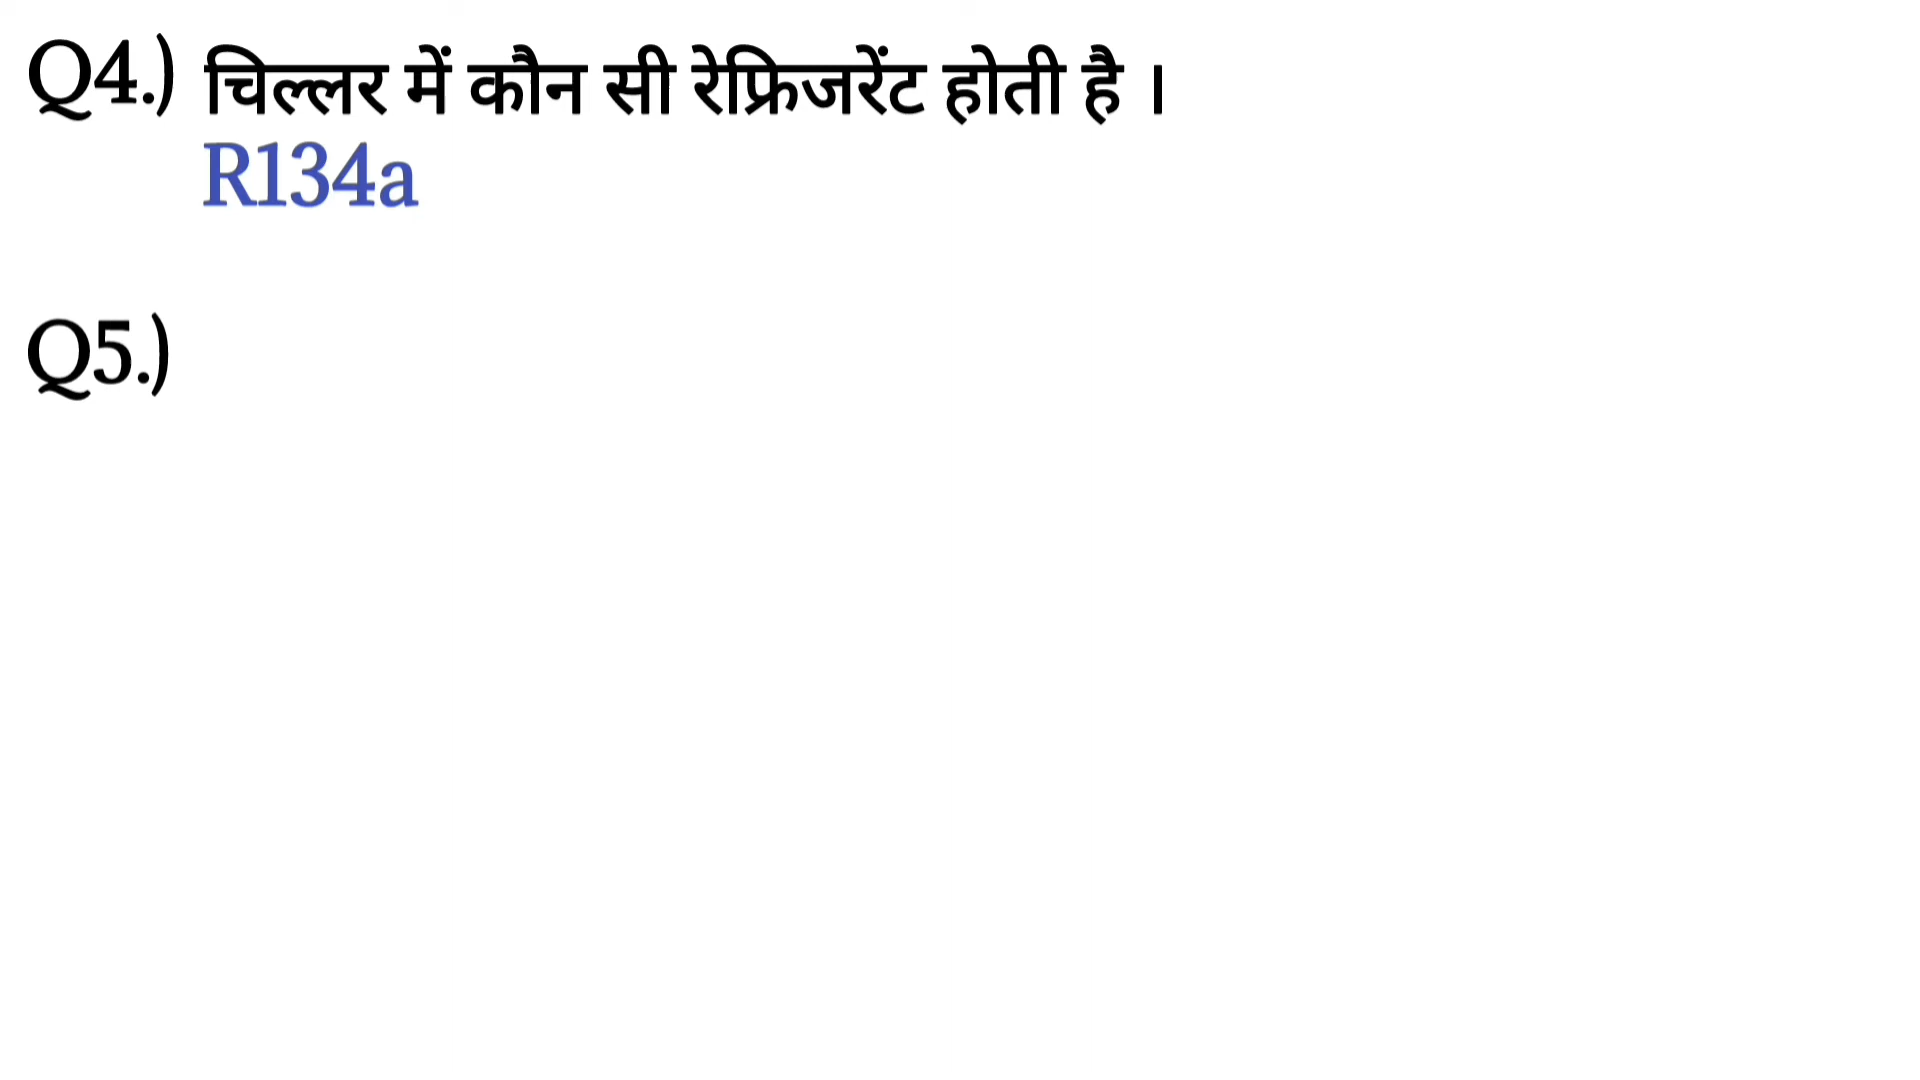 Q4.) चिल्लर में कौन सी रेफ्रिजरेंट होती है ।
R134a
Q5.)